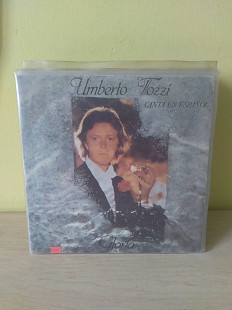 Umberto Tozzi
CANTA EN ESPAÑOL
Gloria